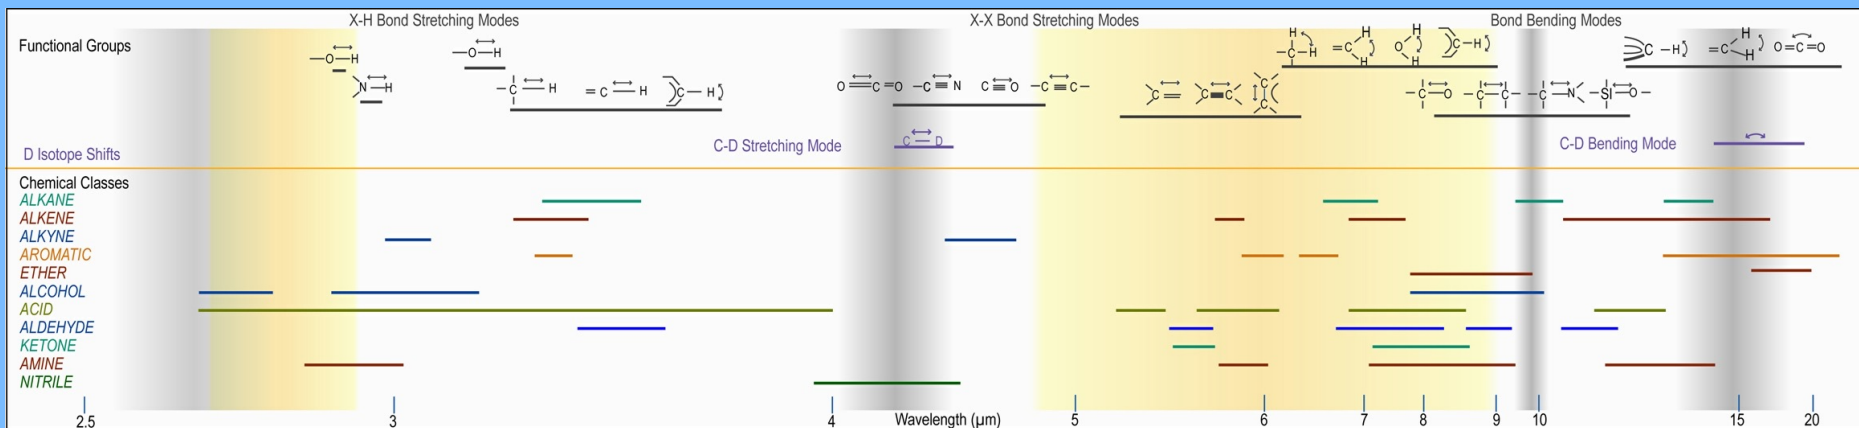 X-H Bond Stretching Modes
X-X Bond Stretching Modes
Bond Bending Modes
Functional Groups
—O—H
N—H
—O—H
—C—H
=C—H
C—H
O=C=O
—C≡N
C≡O
—C≡C—
C=
C=C
C
C
H
C—H
=C
H
H
O
H
H
C—H
C—H
=C
H
H
O=C=O
—C=O
—C—C—
—C—N
—Si—O—
D Isotope Shifts
C-D Stretching Mode
C — D
C-D Bending Mode
Chemical Classes
ALKANE
ALKENE
ALKYNE
AROMATIC
ETHER
ALCOHOL
ACID
ALDEHYDE
KETONE
AMINE
NITRILE
2.5
3
4
Wavelength (µm)
5
6
7
8
9
10
15
20